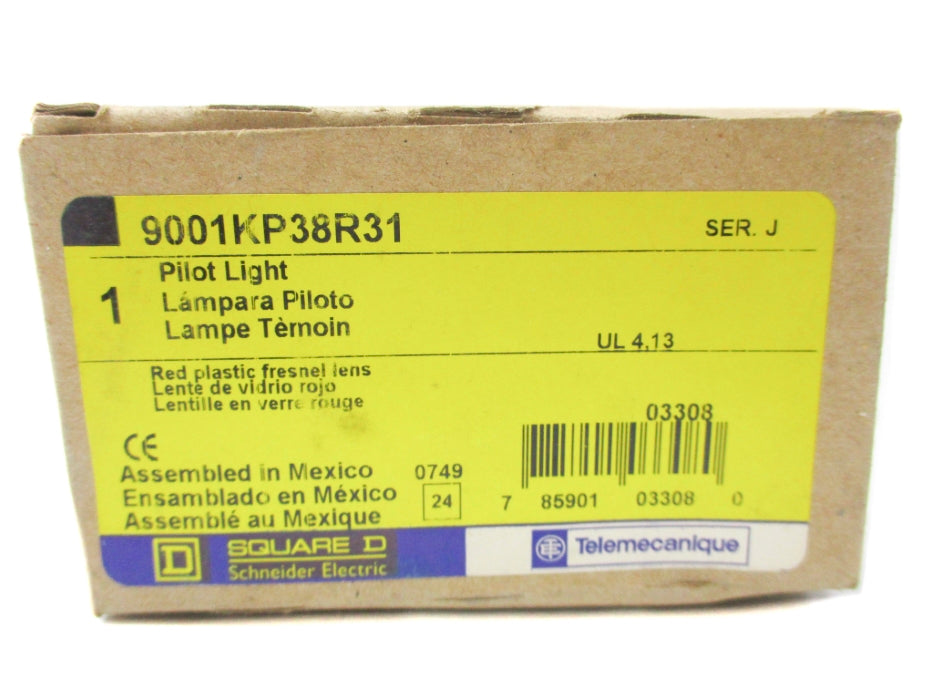 9001KP38R31
SER. J
1
Pilot Light
Lámpara Piloto
Lampe Tèrnoin
UL 4,13
Red plastic fresnel lens
Lente de vidrio rojo
Lentille en verre rouge
03308
CE
Assembled in Mexico 0749
Ensamblado en México 24
Assemblé au Mexique
7 85901 03308 0
D SQUARE D
Schneider Electric
TE Telemecanique